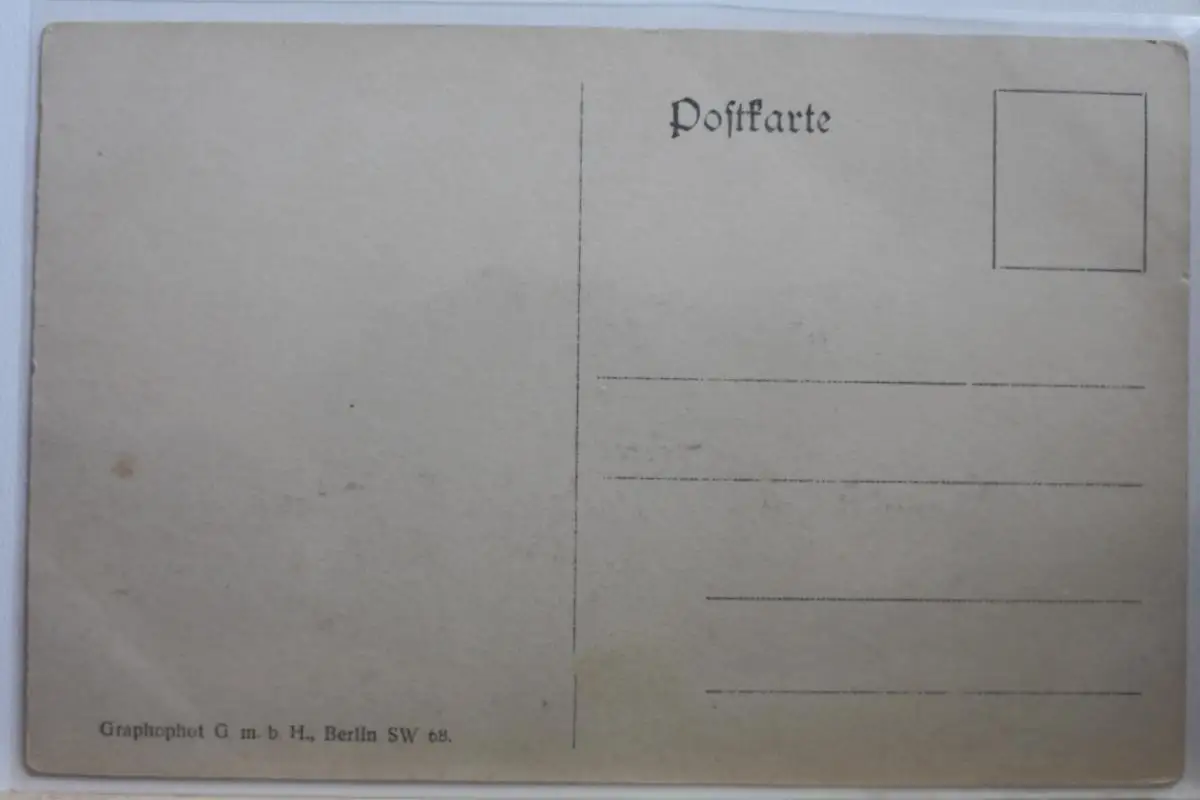 Poſtkarte
Graphophot G. m. b. H., Berlin SW 68.